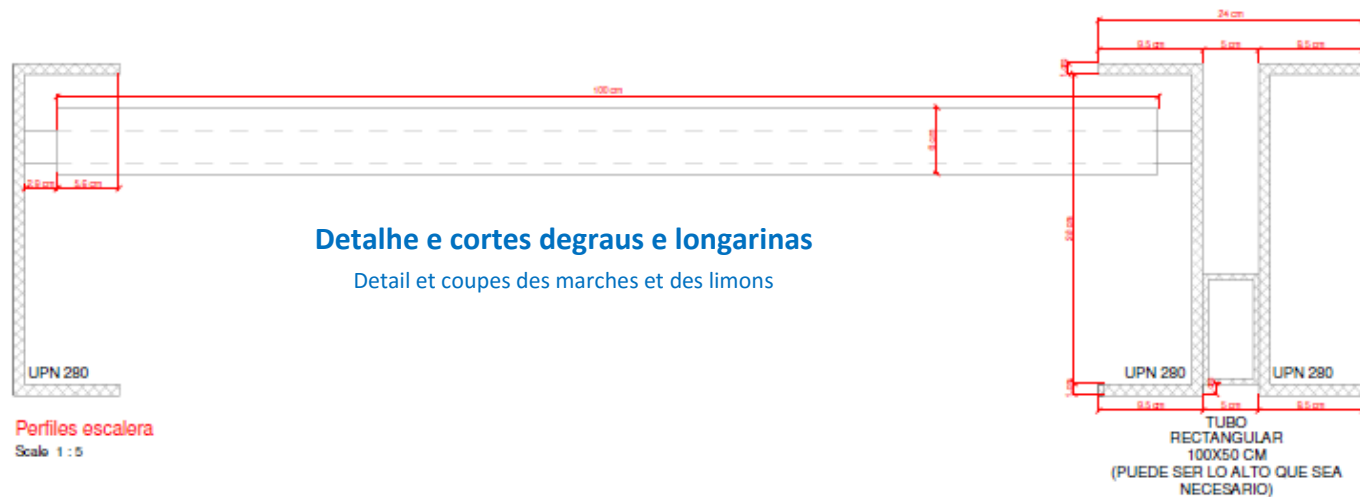 24 cm
9.5 cm
5 cm
9.5 cm
100 cm
2.9 cm
5.6 cm
Detalhe e cortes degraus e longarinas
Detail et coupes des marches et des limons
UPN 280
UPN 280
UPN 280
9.5 cm
5 cm
9.5 cm
Perfiles escalera
Scale 1 : 5
TUBO
RECTANGULAR
100X50 CM
(PUEDE SER LO ALTO QUE SEA
NECESARIO)